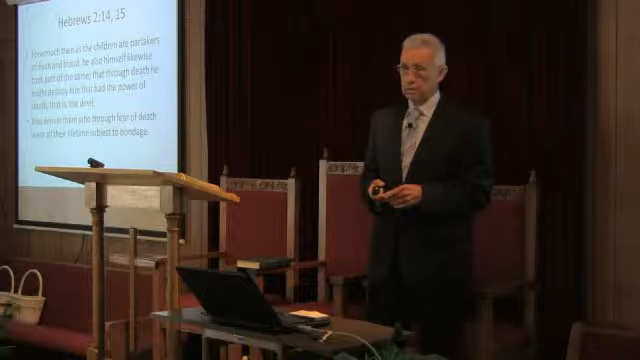 Hebrews 2:14, 15
Forasmuch then as the children are partakers
of flesh and blood, he also himself likewise
took part of the same; that through death he
might destroy him that had the power of
death, that is, the devil;
And deliver them who through fear of death
were all their lifetime subject to bondage.